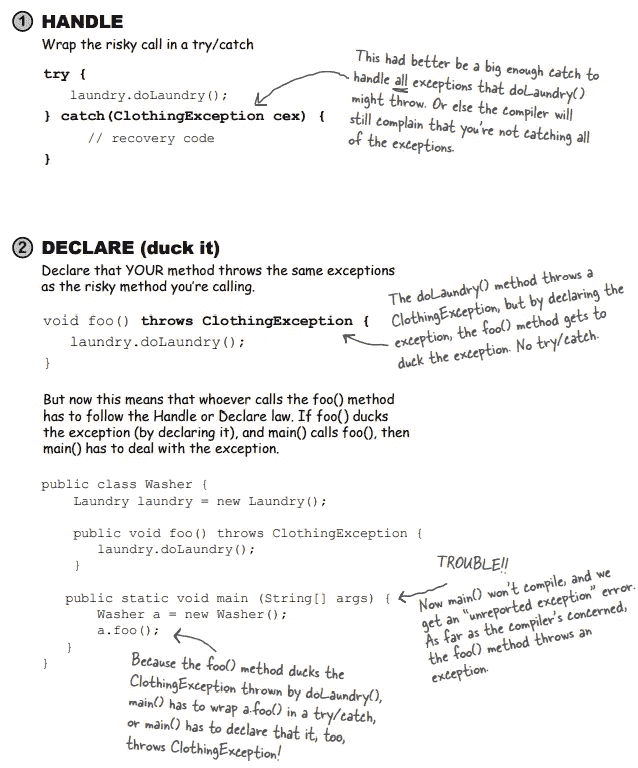 1 HANDLE
Wrap the risky call in a try/catch
try {
laundry.doLaundry();
} catch(ClothingException cex) {
// recovery code
}
This had better be a big enough catch to
handle all exceptions that doLaundry()
might throw. Or else the compiler will
still complain that you're not catching all
of the exceptions.
2 DECLARE (duck it)
Declare that YOUR method throws the same exceptions
as the risky method you're calling.
void foo() throws ClothingException {
laundry.doLaundry();
}
The doLaundry() method throws a
ClothingException, but by declaring the
exception, the foo() method gets to
duck the exception. No try/catch.
But now this means that whoever calls the foo() method
has to follow the Handle or Declare law. If foo() ducks
the exception (by declaring it), and main() calls foo(), then
main() has to deal with the exception.
public class Washer {
Laundry laundry = new Laundry();
public void foo() throws ClothingException {
laundry.doLaundry();
}
public static void main (String[] args) {
Washer a = new Washer();
a.foo();
}
}
TROUBLE!!
Now main() won't compile, and we
get an "unreported exception" error.
As far as the compiler's concerned,
the foo() method throws an
exception.
Because the foo() method ducks the
ClothingException thrown by doLaundry(),
main() has to wrap a.foo() in a try/catch,
or main() has to declare that it, too,
throws ClothingException!